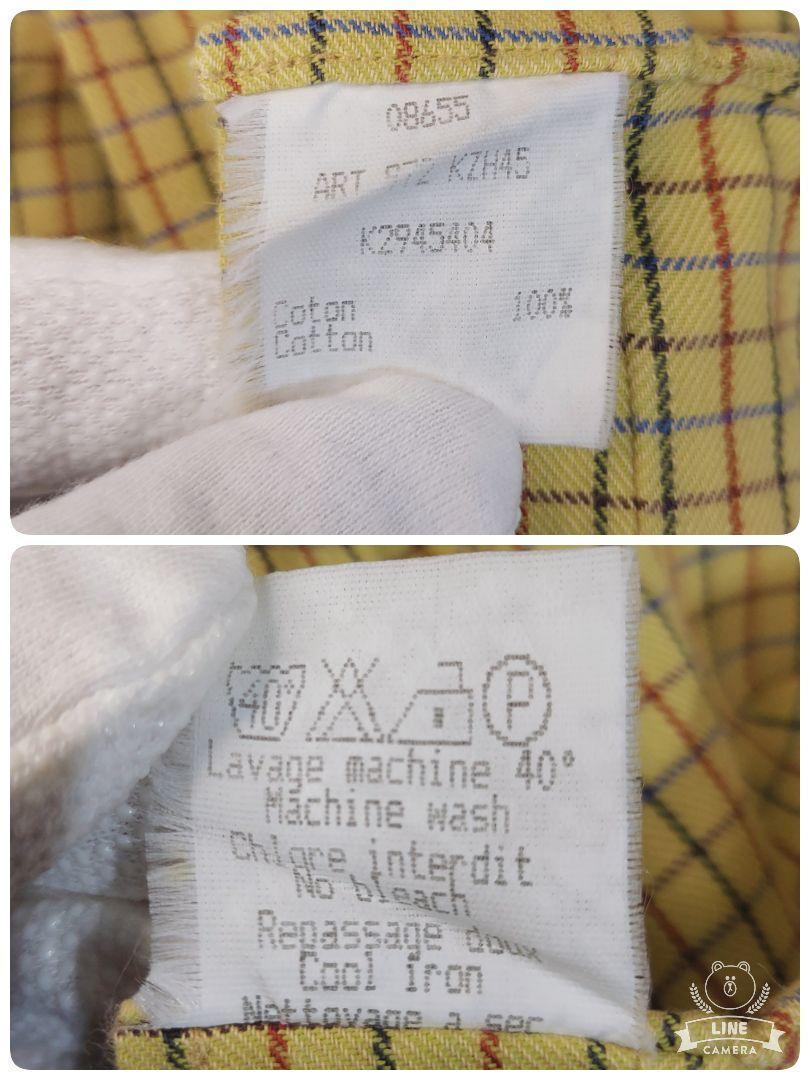 08655
ART 872 KZH45
K2945404
Coton 100%
Cotton
40° P
Lavage machine 40°
Machine wash
Chlore interdit
No bleach
Repassage doux
Cool iron
Nettoyage a sec
LINE
CAMERA